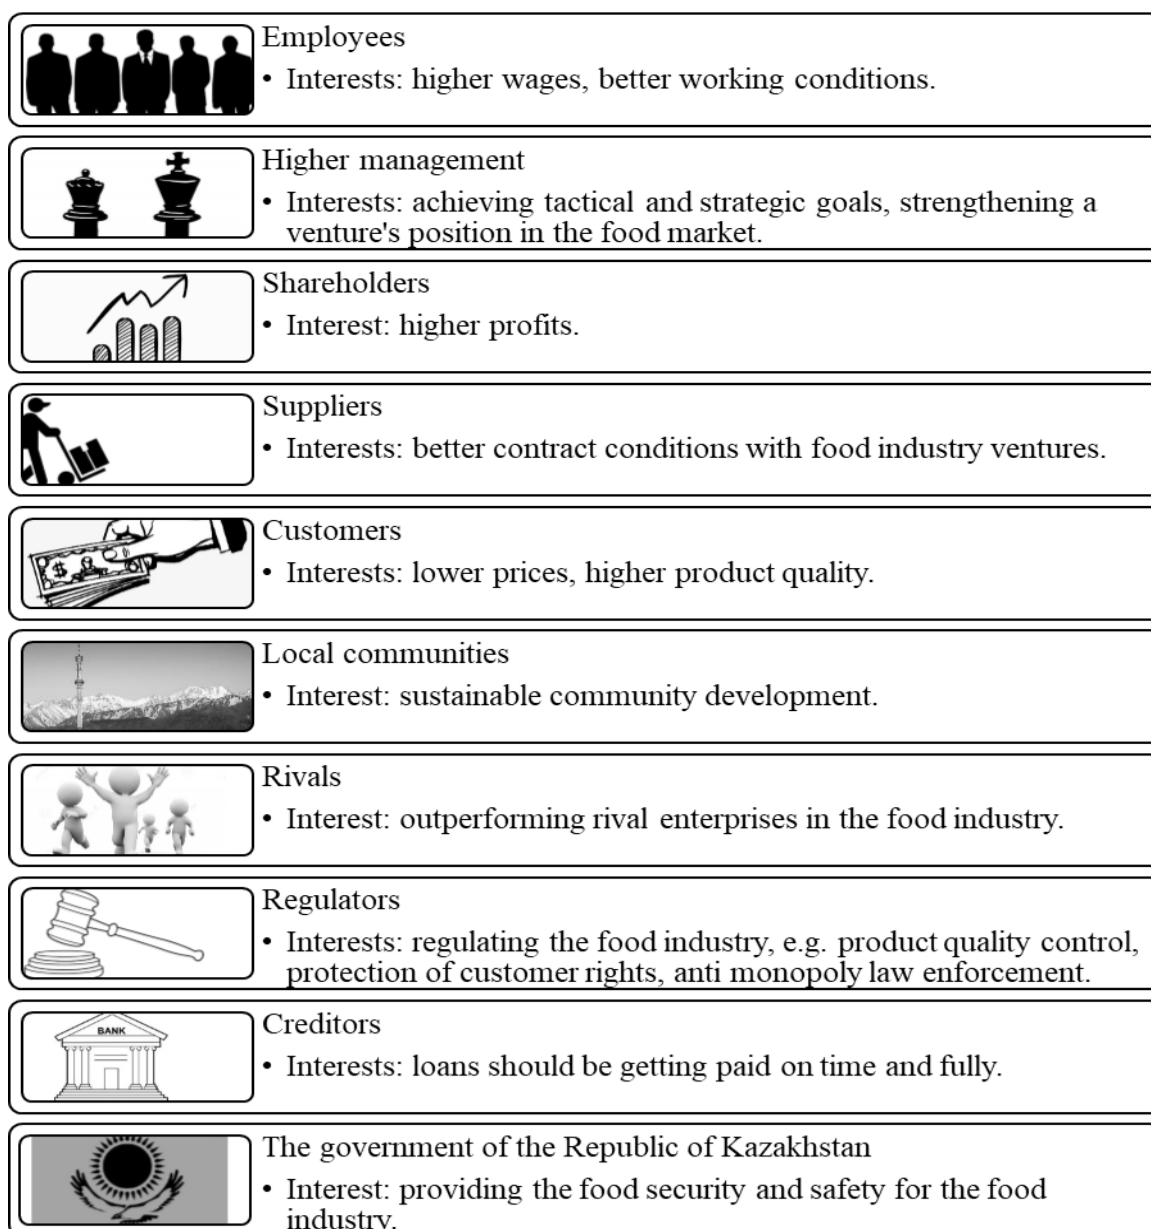 Employees
• Interests: higher wages, better working conditions.
Higher management
• Interests: achieving tactical and strategic goals, strengthening a
venture's position in the food market.
Shareholders
• Interest: higher profits.
Suppliers
• Interests: better contract conditions with food industry ventures.
$
Customers
• Interests: lower prices, higher product quality.
Local communities
• Interest: sustainable community development.
Rivals
• Interest: outperforming rival enterprises in the food industry.
Regulators
• Interests: regulating the food industry, e.g. product quality control,
protection of customer rights, anti monopoly law enforcement.
BANK
Creditors
• Interests: loans should be getting paid on time and fully.
The government of the Republic of Kazakhstan
• Interest: providing the food security and safety for the food
industry.